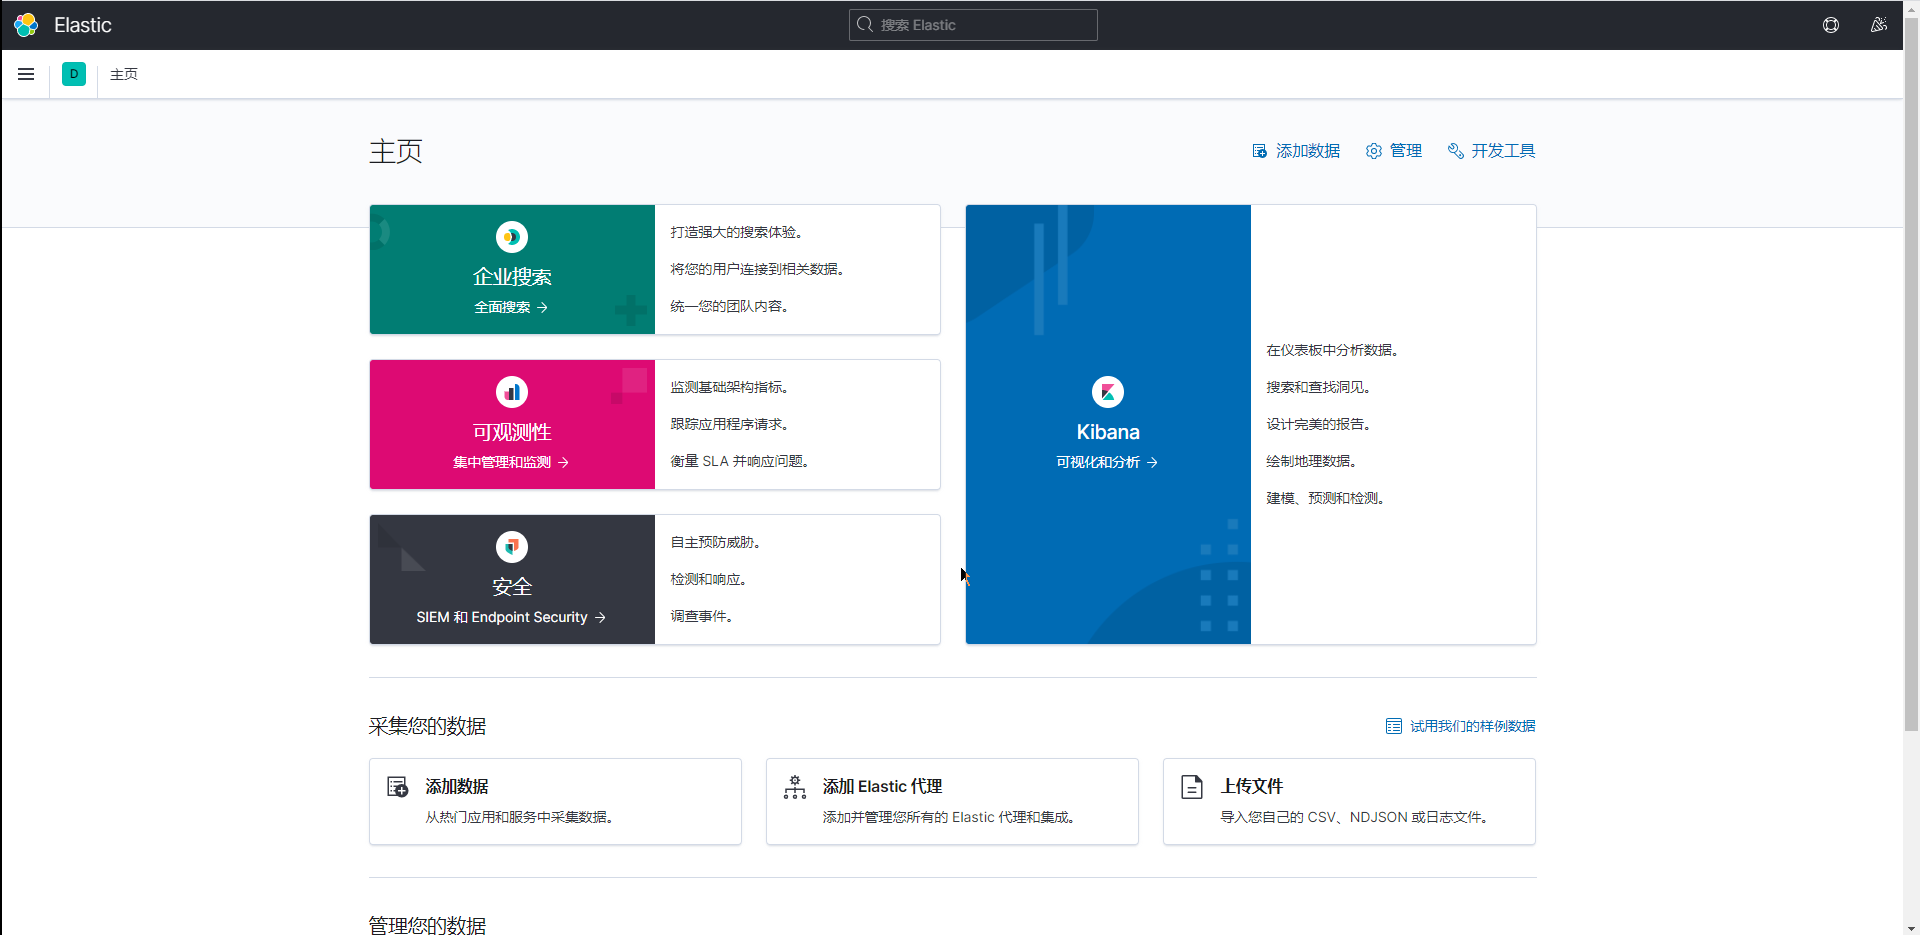 Elastic
搜索 Elastic
D
主页
主页
添加数据
管理
开发工具
企业搜索
全面搜索
打造强大的搜索体验。
将您的用户连接到相关数据。
统一您的团队内容。
可观测性
集中管理和监测
监测基础架构指标。
跟踪应用程序请求。
衡量 SLA 并响应问题。
安全
SIEM 和 Endpoint Security
自主预防威胁。
检测和响应。
调查事件。
Kibana
可视化和分析
在仪表板中分析数据。
搜索和查找洞见。
设计完美的报告。
绘制地理数据。
建模、预测和检测。
采集您的数据
试用我们的样例数据
添加数据
从热门应用和服务中采集数据。
添加 Elastic 代理
添加并管理您所有的 Elastic 代理和集成。
上传文件
导入您自己的 CSV、NDJSON 或日志文件。
管理您的数据